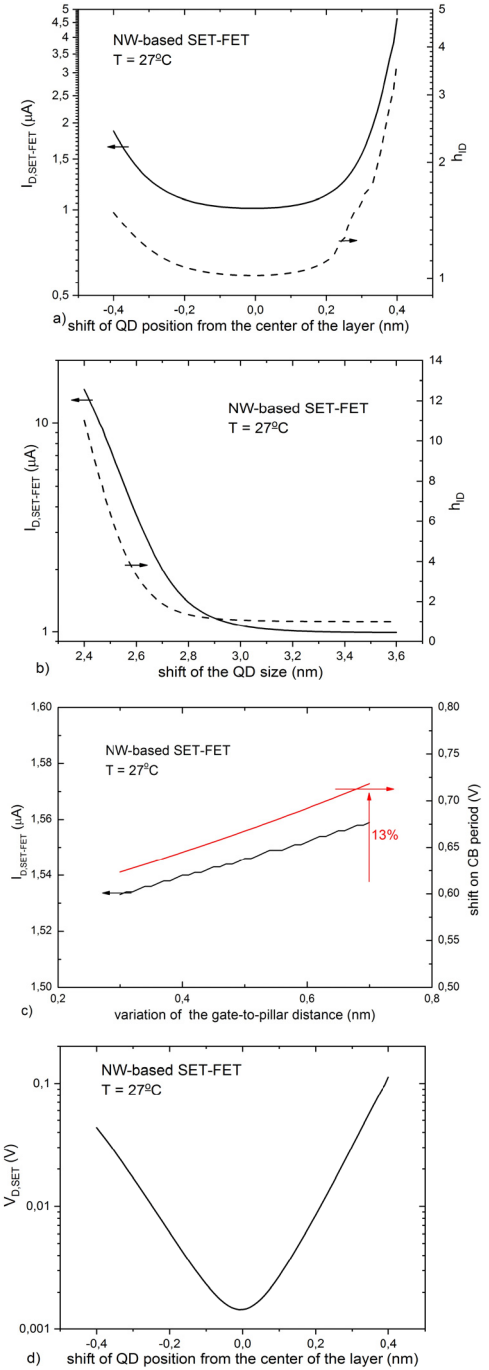 5
4,5
4
3,5
3
2,5
2
1,5
1
0,5
I_D,SET-FET (μA)
NW-based SET-FET
T = 27ºC
5
4
3
2
1
h_ID
-0,4 -0,2 0,0 0,2 0,4
a) shift of QD position from the center of the layer (nm)
10
1
I_D,SET-FET (μA)
NW-based SET-FET
T = 27ºC
14
12
10
8
6
4
2
1
0
h_ID
2,4 2,6 2,8 3,0 3,2 3,4 3,6
b) shift of the QD size (nm)
1,60
1,58
1,56
1,54
1,52
1,50
I_D,SET-FET (μA)
NW-based SET-FET
T = 27ºC
13%
0,80
0,75
0,70
0,65
0,60
0,55
0,50
shift on CB period (V)
0,2 0,4 0,6 0,8
c) variation of the gate-to-pillar distance (nm)
0,1
0,01
0,001
V_D,SET (V)
NW-based SET-FET
T = 27ºC
-0,4 -0,2 0,0 0,2 0,4
d) shift of QD position from the center of the layer (nm)